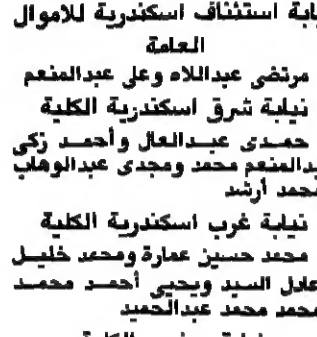 يابة استئناف اسكندرية للاموال
العامة
مرتضى عبداللاه وعلى عبدالمنعم
نيابة شرق اسكندرية الكلية
حمدى عبدالعال وأحمد زكى
بدالمنعم محمد ومجدى عبدالوهاب
محمد أرشد
نيابة غرب اسكندرية الكلية
محمد حسين عمارة ومحمد خليل
عادل السيد ويحيى أحمد محمد
محمد محمد عبدالحميد